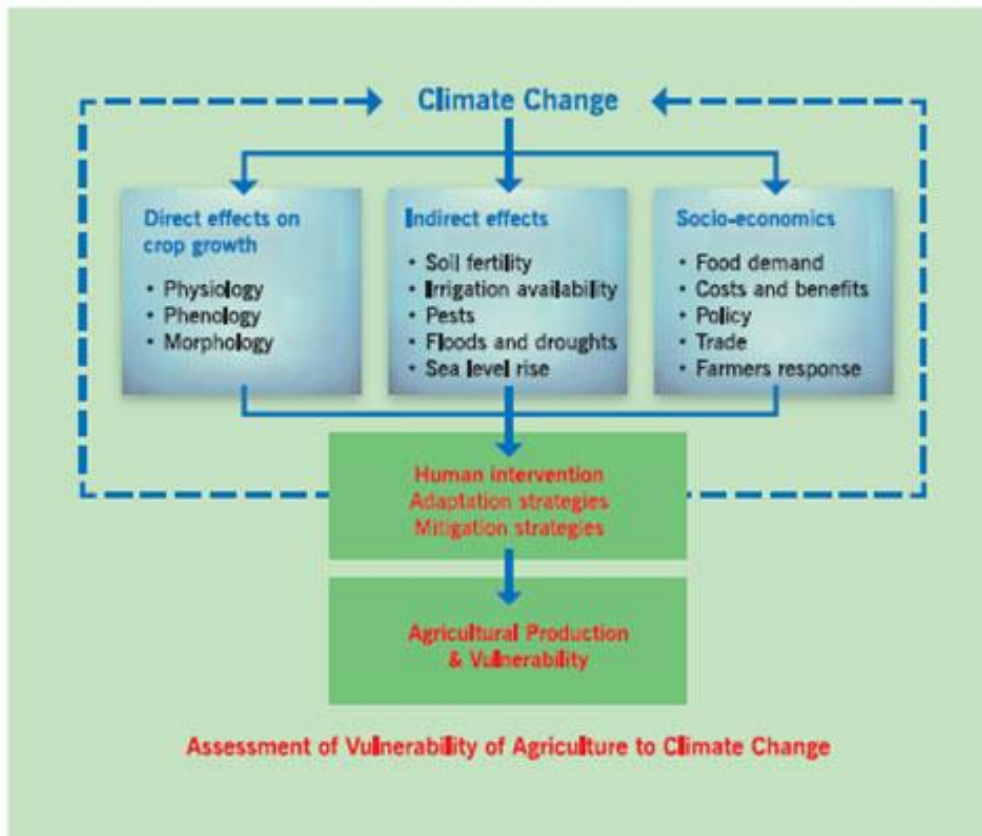 Climate Change
Direct effects on
crop growth
• Physiology
• Phenology
• Morphology
Indirect effects
• Soil fertility
• Irrigation availability
• Pests
• Floods and droughts
• Sea level rise
Socio-economics
• Food demand
• Costs and benefits
• Policy
• Trade
• Farmers response
Human intervention
Adaptation strategies
Mitigation strategies
Agricultural Production
& Vulnerability
Assessment of Vulnerability of Agriculture to Climate Change